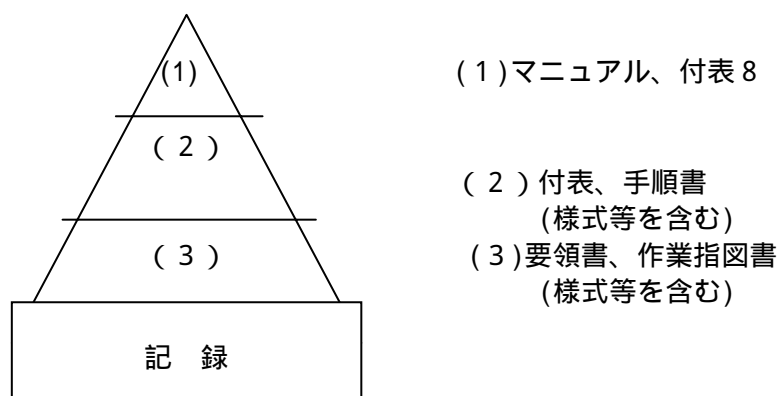 (1)
(1)マニュアル、付表8
(2)
(2)付表、手順書
(様式等を含む)
(3)
(3)要領書、作業指図書
(様式等を含む)
記 録